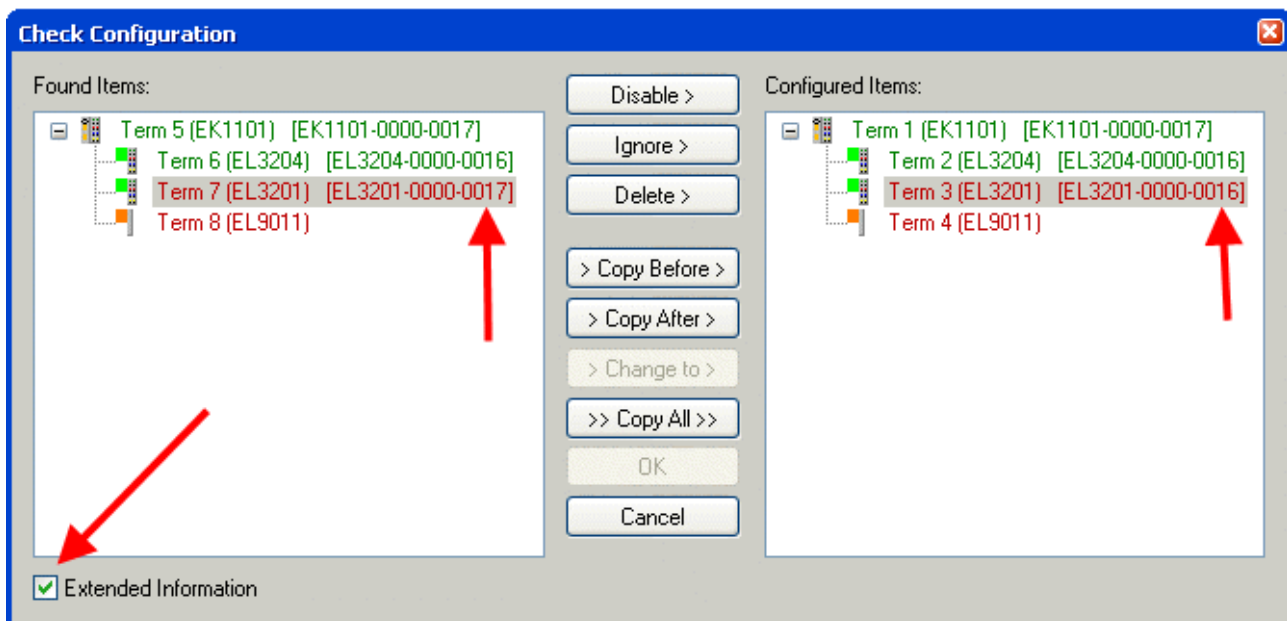 Check Configuration
Found Items:
Term 5 (EK1101) [EK1101-0000-0017]
Term 6 (EL3204) [EL3204-0000-0016]
Term 7 (EL3201) [EL3201-0000-0017]
Term 8 (EL9011)
Disable >
Ignore >
Delete >
> Copy Before >
> Copy After >
> Change to >
>> Copy All >>
OK
Cancel
Configured Items:
Term 1 (EK1101) [EK1101-0000-0017]
Term 2 (EL3204) [EL3204-0000-0016]
Term 3 (EL3201) [EL3201-0000-0016]
Term 4 (EL9011)
Extended Information